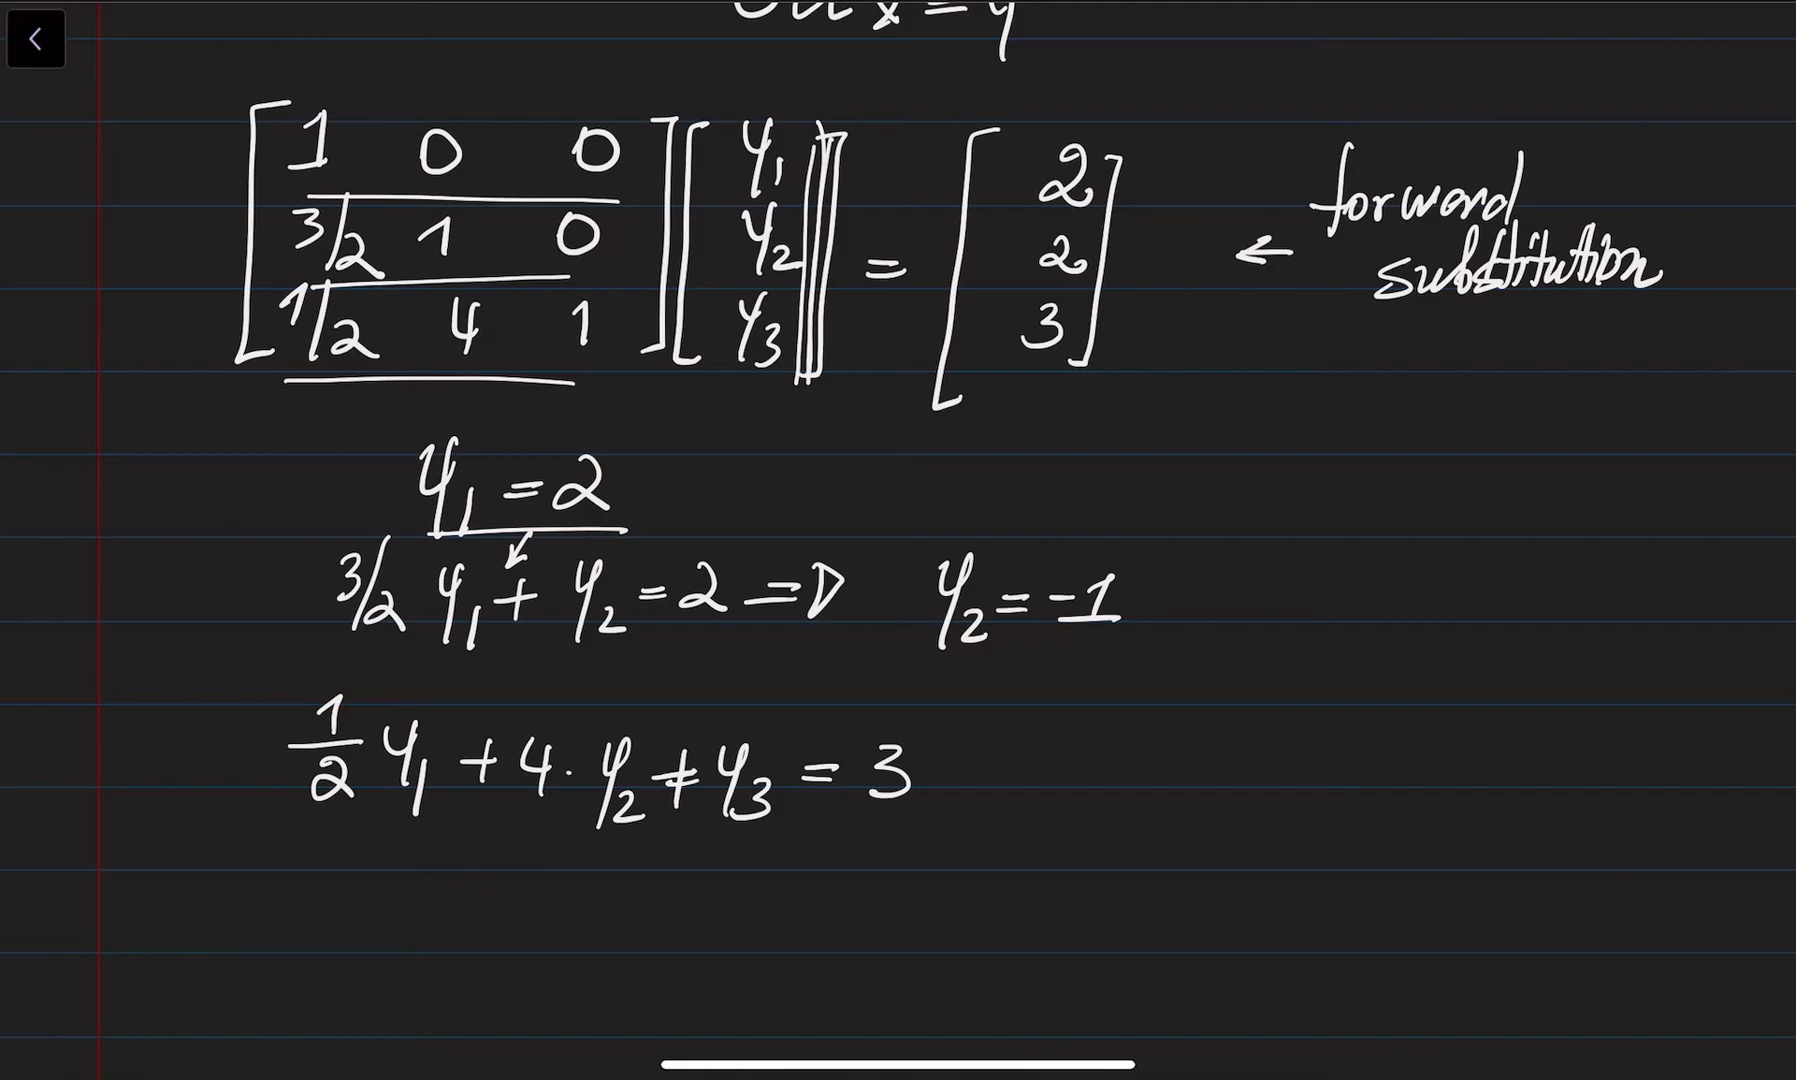 x = y
[1 0 0; 3/2 1 0; 1/2 4 1] [y₁; y₂; y₃] = [2; 2; 3] ← forward substitution
y₁ = 2
3/2 y₁ + y₂ = 2 => y₂ = -1
1/2 y₁ + 4 · y₂ + y₃ = 3